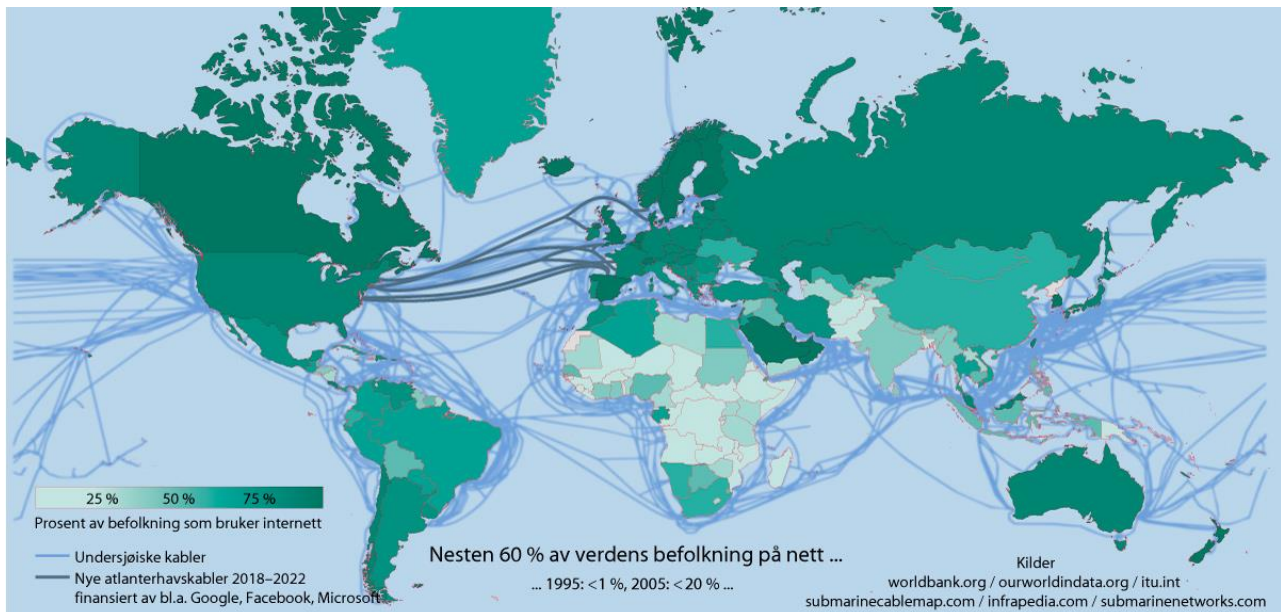 25 % 50 % 75 %
Prosent av befolkning som bruker internett
Undersjøiske kabler
Nye atlanterhavskabler 2018–2022
finansiert av bl.a. Google, Facebook, Microsoft
Nesten 60 % av verdens befolkning på nett ...
... 1995: <1 %, 2005: <20 % ...
Kilder
worldbank.org / ourworldindata.org / itu.int
submarinecablemap.com / infrapedia.com / submarinenetworks.com